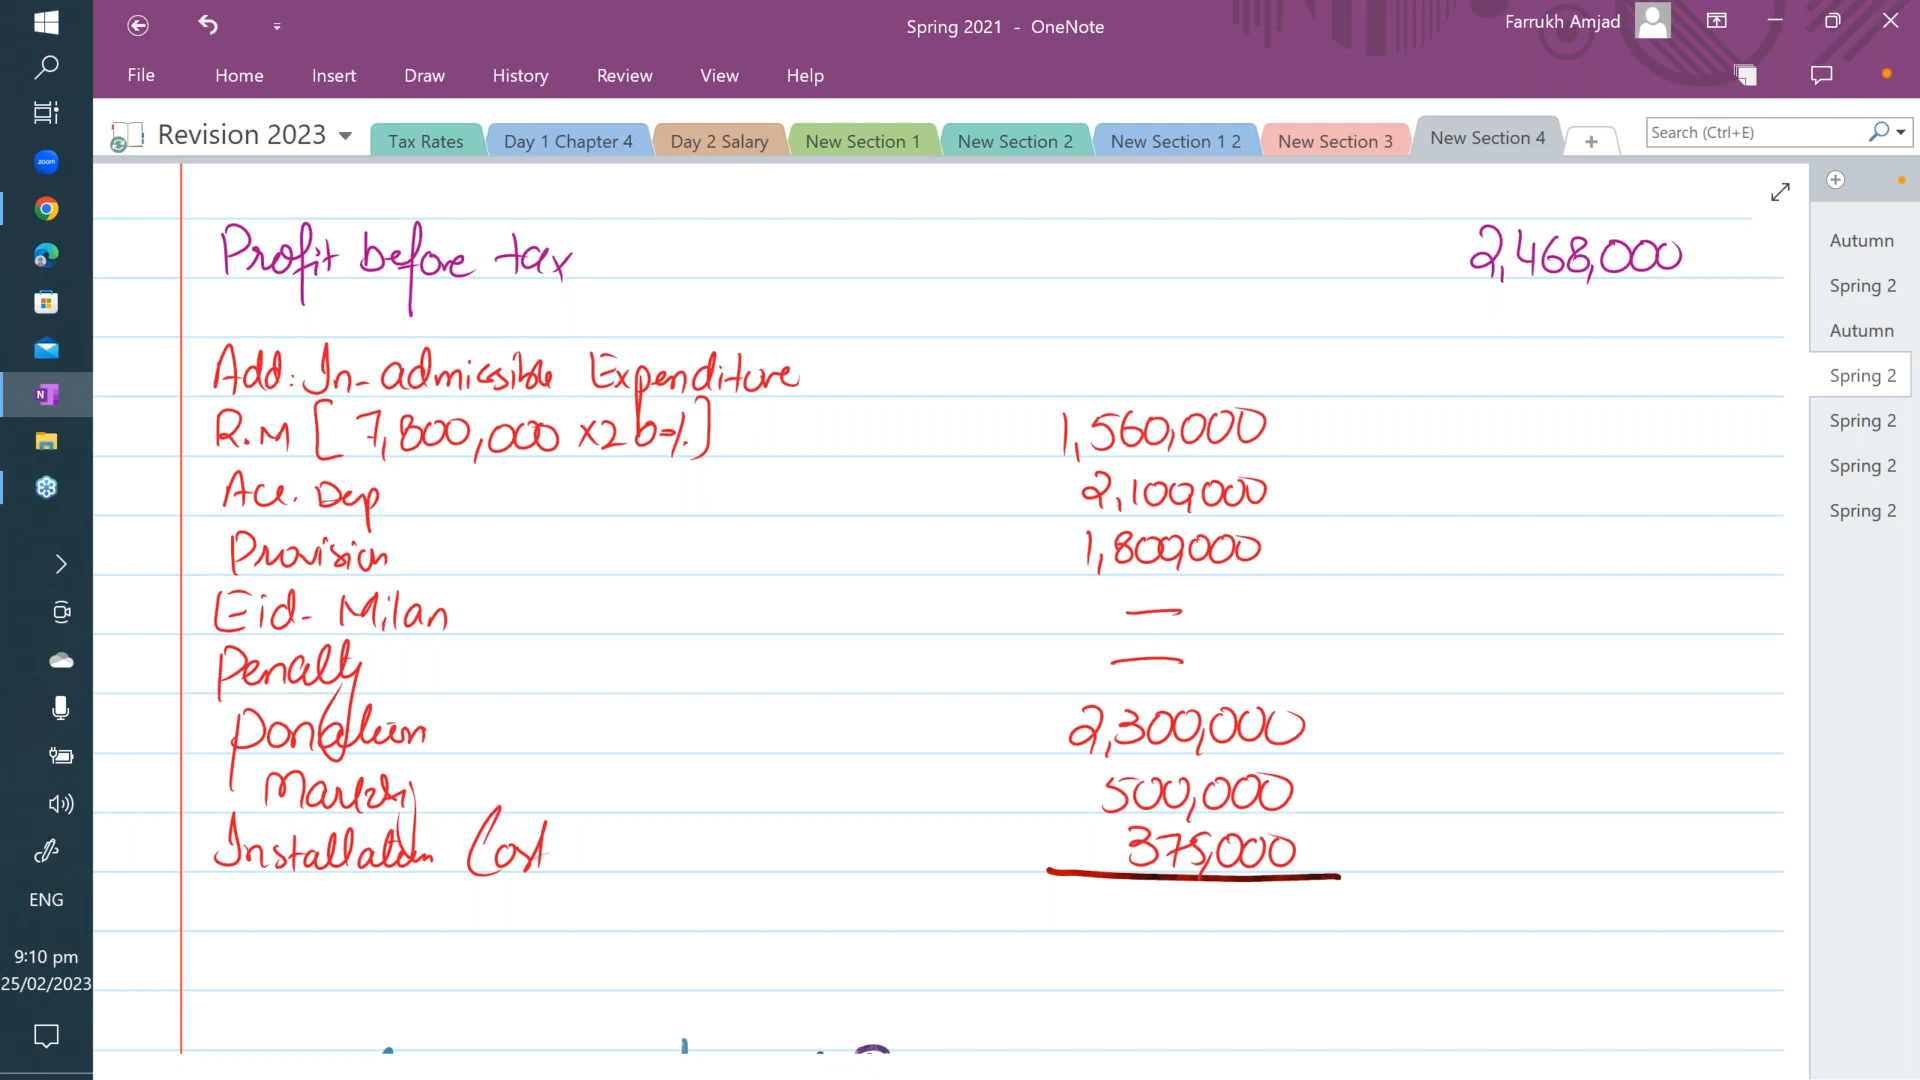 Spring 2021 - OneNote
Farrukh Amjad
File Home Insert Draw History Review View Help
Revision 2023
Tax Rates
Day 1 Chapter 4
Day 2 Salary
New Section 1
New Section 2
New Section 1 2
New Section 3
New Section 4
Search (Ctrl+E)
Autumn
Spring 2
Autumn
Spring 2
Spring 2
Spring 2
Spring 2
zoom
Profit before tax 2,468,000
Add: In-admissible Expenditure
R.M [7,800,000 x20%] 1,560,000
Acc. Dep 2,100,000
Provision 1,800,000
Eid-Milan —
Penalty —
Donation 2,300,000
500,000
Installation Cost 375,000
ENG
9:10 pm
25/02/2023